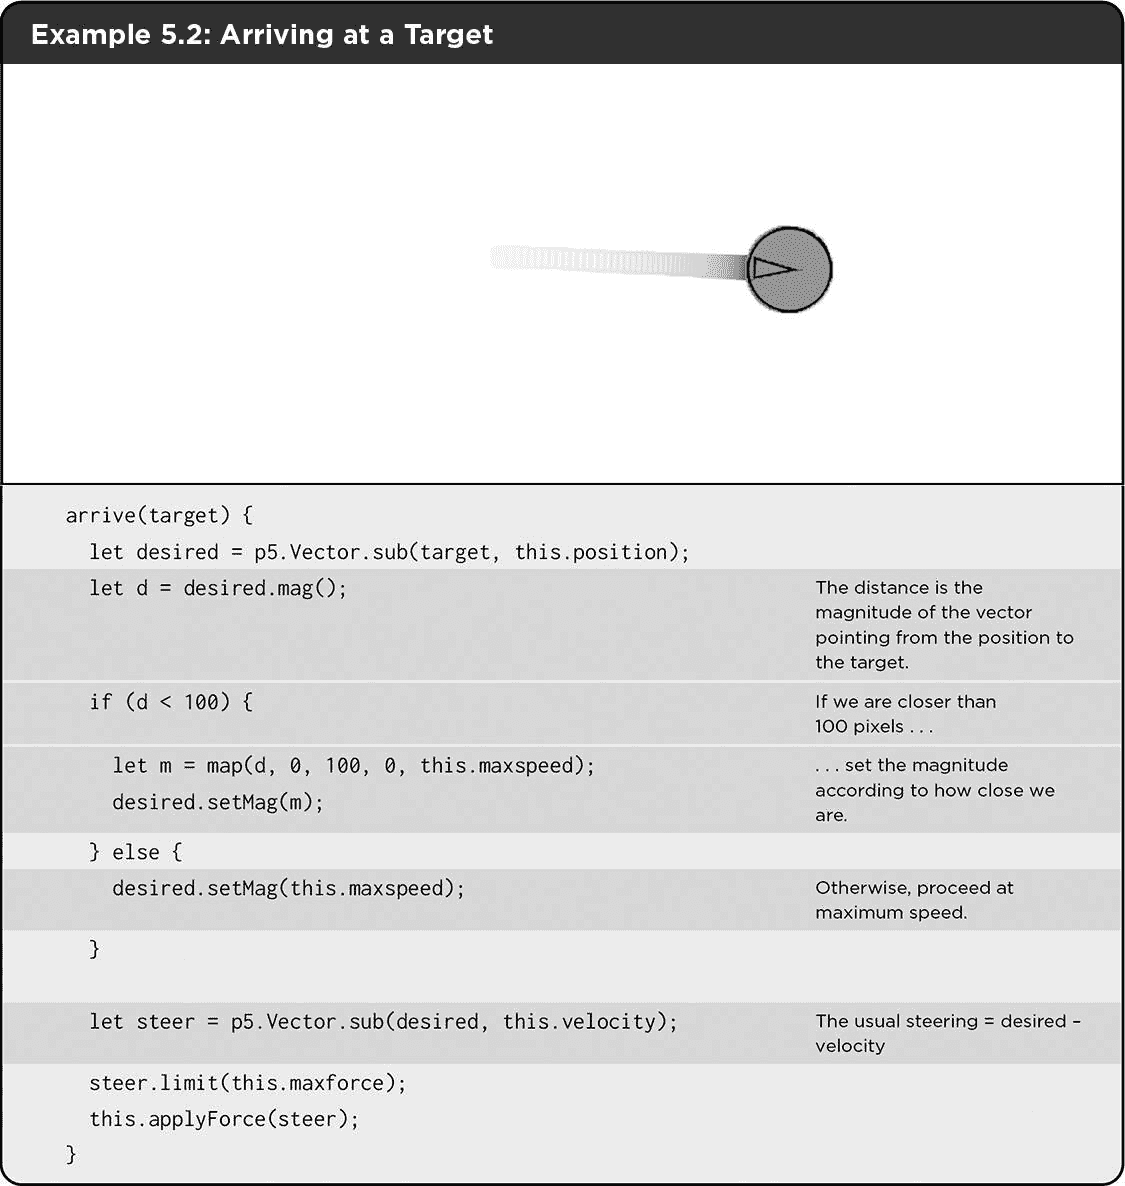 Example 5.2: Arriving at a Target
arrive(target) {
let desired = p5.Vector.sub(target, this.position);
let d = desired.mag();
The distance is the
magnitude of the vector
pointing from the position to
the target.
if (d < 100) {
If we are closer than
100 pixels . . .
let m = map(d, 0, 100, 0, this.maxspeed);
desired.setMag(m);
. . . set the magnitude
according to how close we
are.
} else {
desired.setMag(this.maxspeed);
Otherwise, proceed at
maximum speed.
}
let steer = p5.Vector.sub(desired, this.velocity);
The usual steering = desired –
velocity
steer.limit(this.maxforce);
this.applyForce(steer);
}